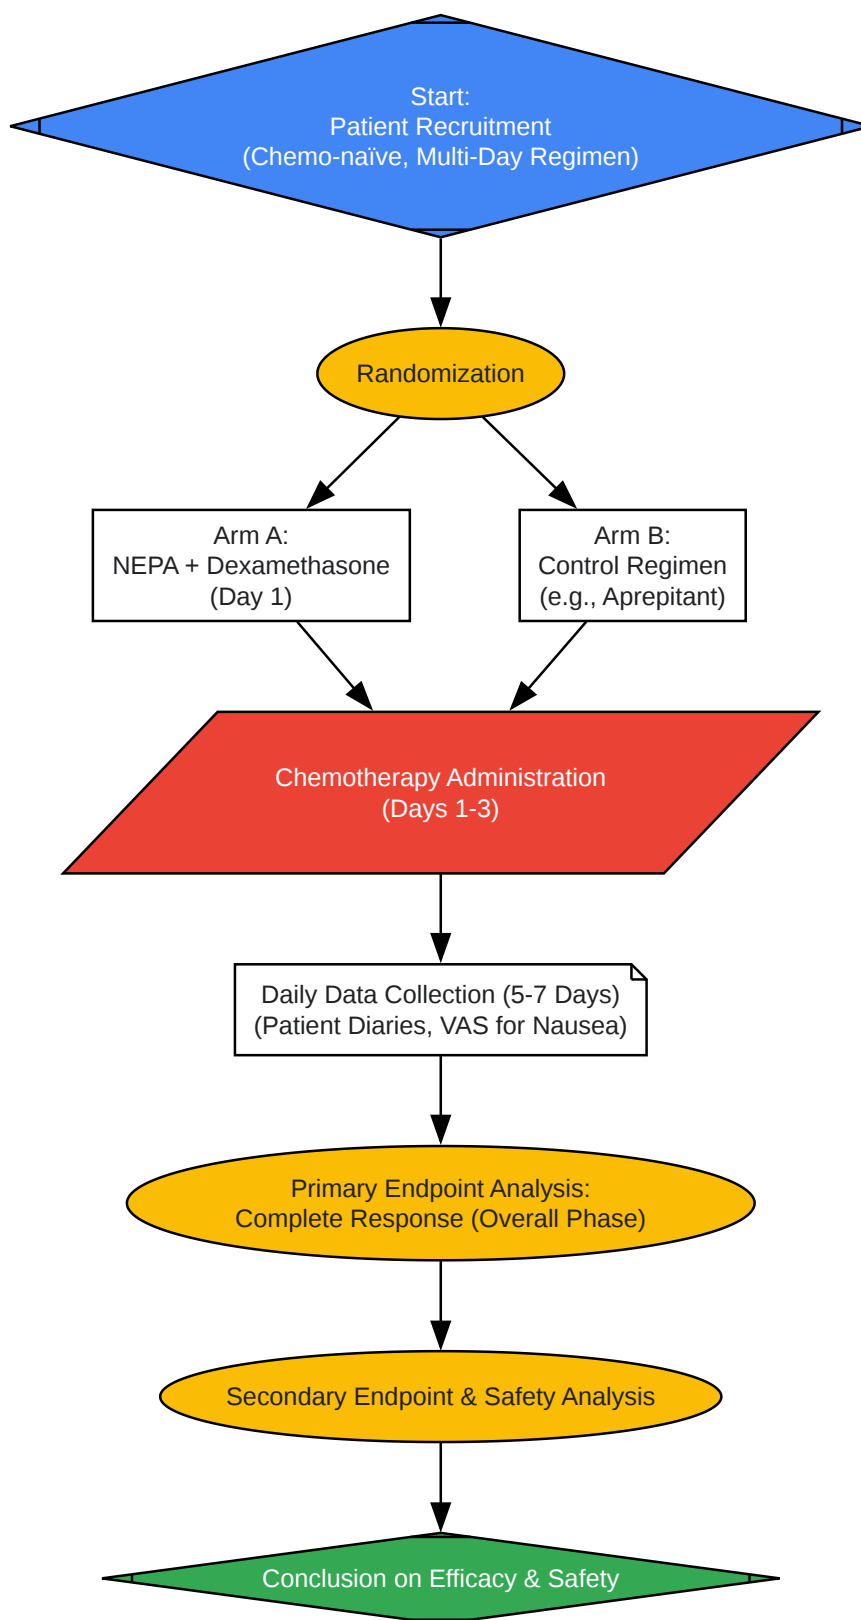 Start:
Patient Recruitment
(Chemo-naïve, Multi-Day Regimen)
Randomization
Arm A:
NEPA + Dexamethasone
(Day 1)
Arm B:
Control Regimen
(e.g., Aprepitant)
Chemotherapy Administration
(Days 1-3)
Daily Data Collection (5-7 Days)
(Patient Diaries, VAS for Nausea)
Primary Endpoint Analysis:
Complete Response (Overall Phase)
Secondary Endpoint & Safety Analysis
Conclusion on Efficacy & Safety